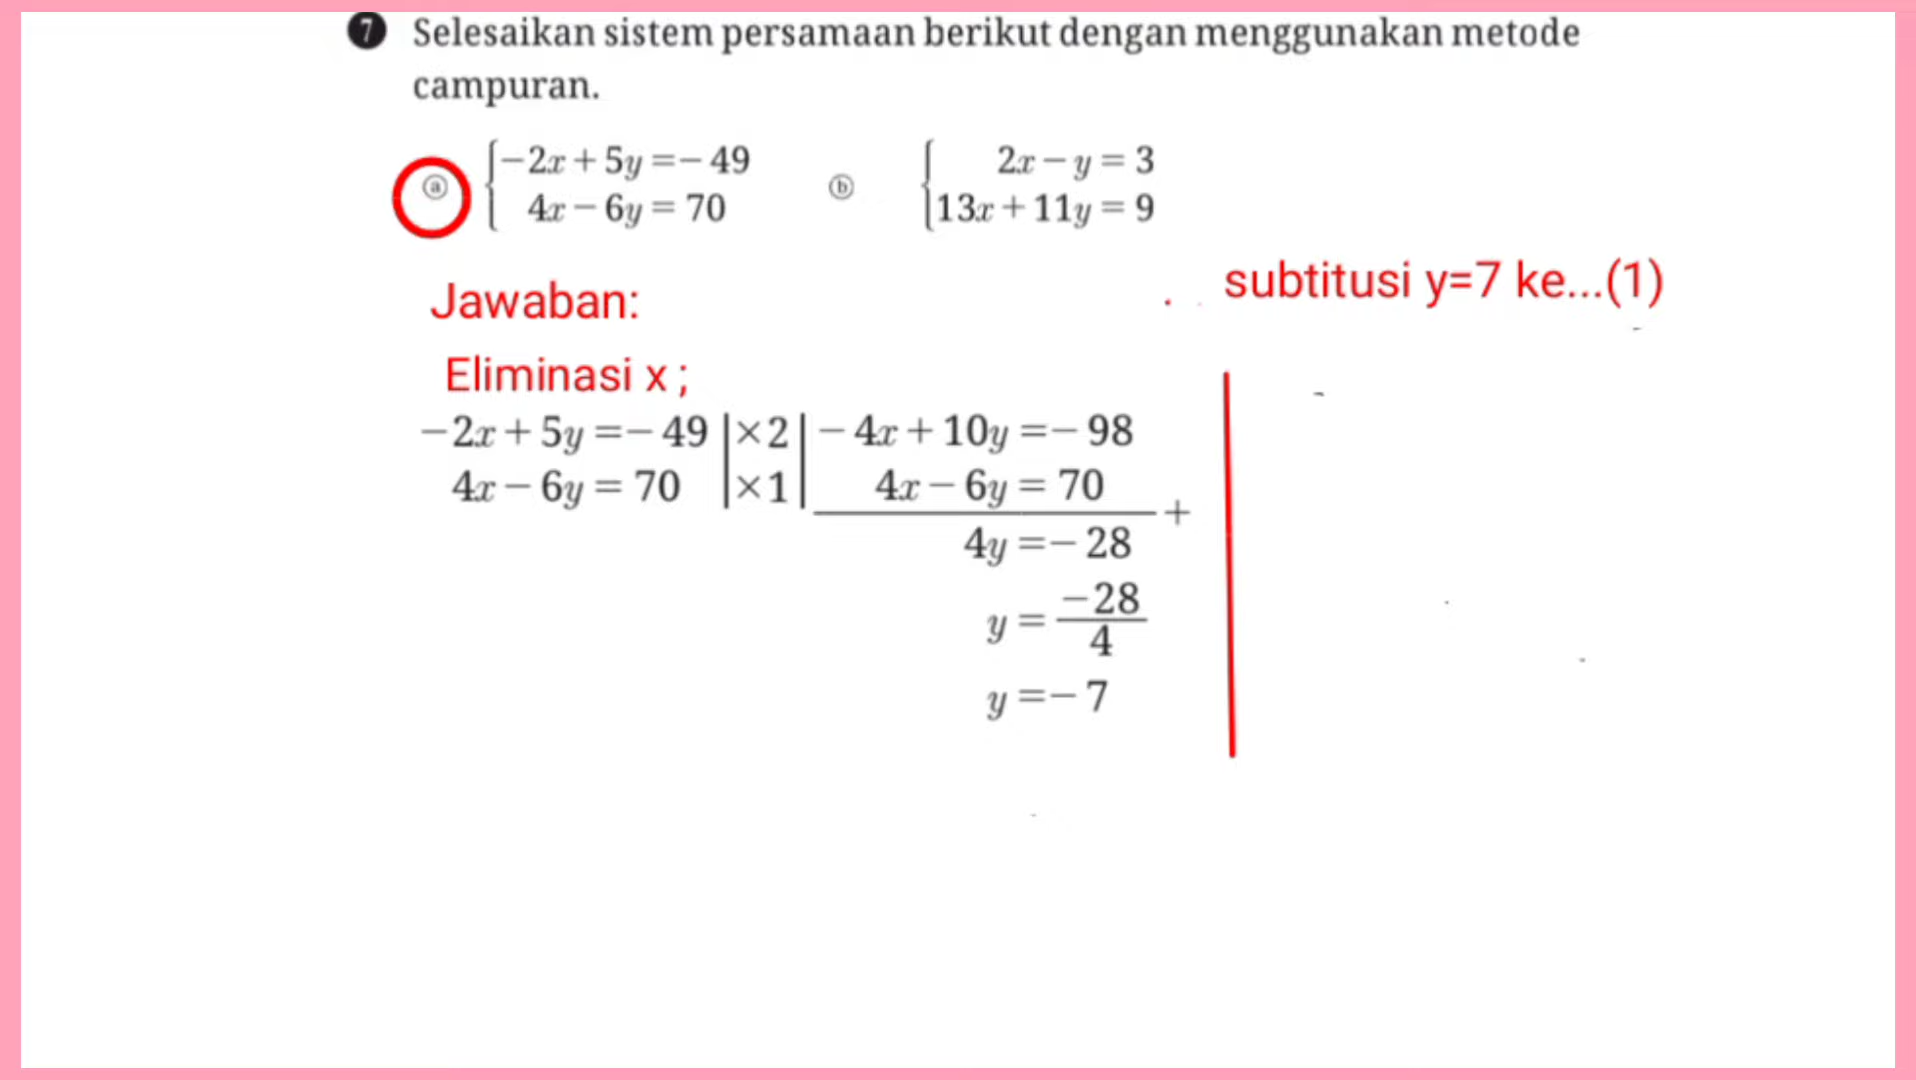 7 Selesaikan sistem persamaan berikut dengan menggunakan metode
campuran.
ⓐ { −2x + 5y = − 49
4x − 6y = 70
ⓑ { 2x − y = 3
13x + 11y = 9
Jawaban:
Eliminasi x ;
−2x + 5y = − 49 |×2| − 4x + 10y = − 98
4x − 6y = 70 |×1| 4x − 6y = 70
+
4y = − 28
y = −28/4
y = − 7
subtitusi y=7 ke...(1)